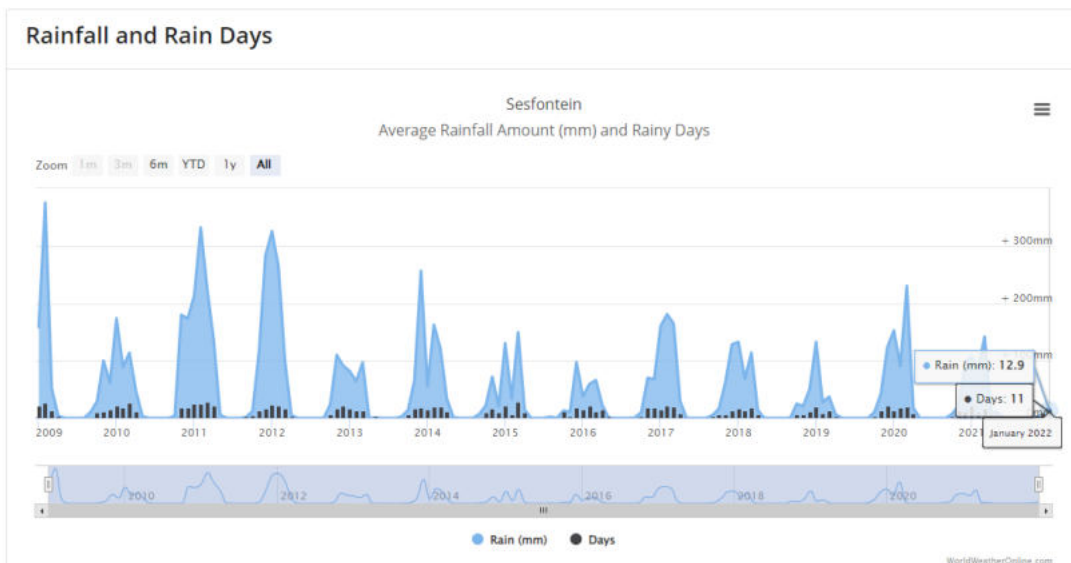 Rainfall and Rain Days
Sesfontein
Average Rainfall Amount (mm) and Rainy Days
Zoom 1m 3m 6m YTD 1y All
+ 300mm
+ 200mm
Rain (mm): 12.9
Days: 11
January 2022
2009 2010 2011 2012 2013 2014 2015 2016 2017 2018 2019 2020
2010 2012 2014 2016 2018 2020
Rain (mm) Days
WorldWeatherOnline.com